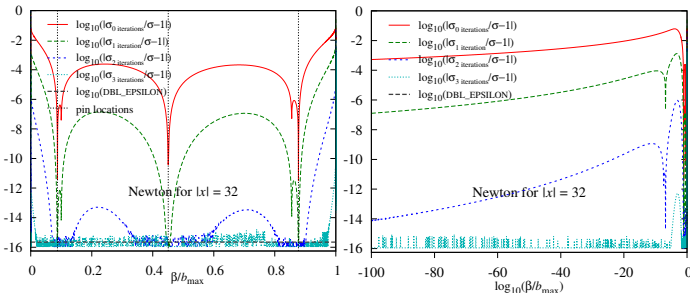 0
-2
-4
-6
-8
-10
-12
-14
-16
log₁₀(|σ₀ iterations/σ−1|)
log₁₀(|σ₁ iteration/σ−1|)
log₁₀(|σ₂ iterations/σ−1|)
log₁₀(|σ₃ iterations/σ−1|)
log₁₀(DBL_EPSILON)
pin locations
Newton for |x| = 32
0 0.2 0.4 0.6 0.8 1
β/bmax
0
-2
-4
-6
-8
-10
-12
-14
-16
log₁₀(|σ₀ iterations/σ−1|)
log₁₀(|σ₁ iteration/σ−1|)
log₁₀(|σ₂ iterations/σ−1|)
log₁₀(|σ₃ iterations/σ−1|)
log₁₀(DBL_EPSILON)
Newton for |x| = 32
-100 -80 -60 -40 -20 0
log₁₀(β/bmax)